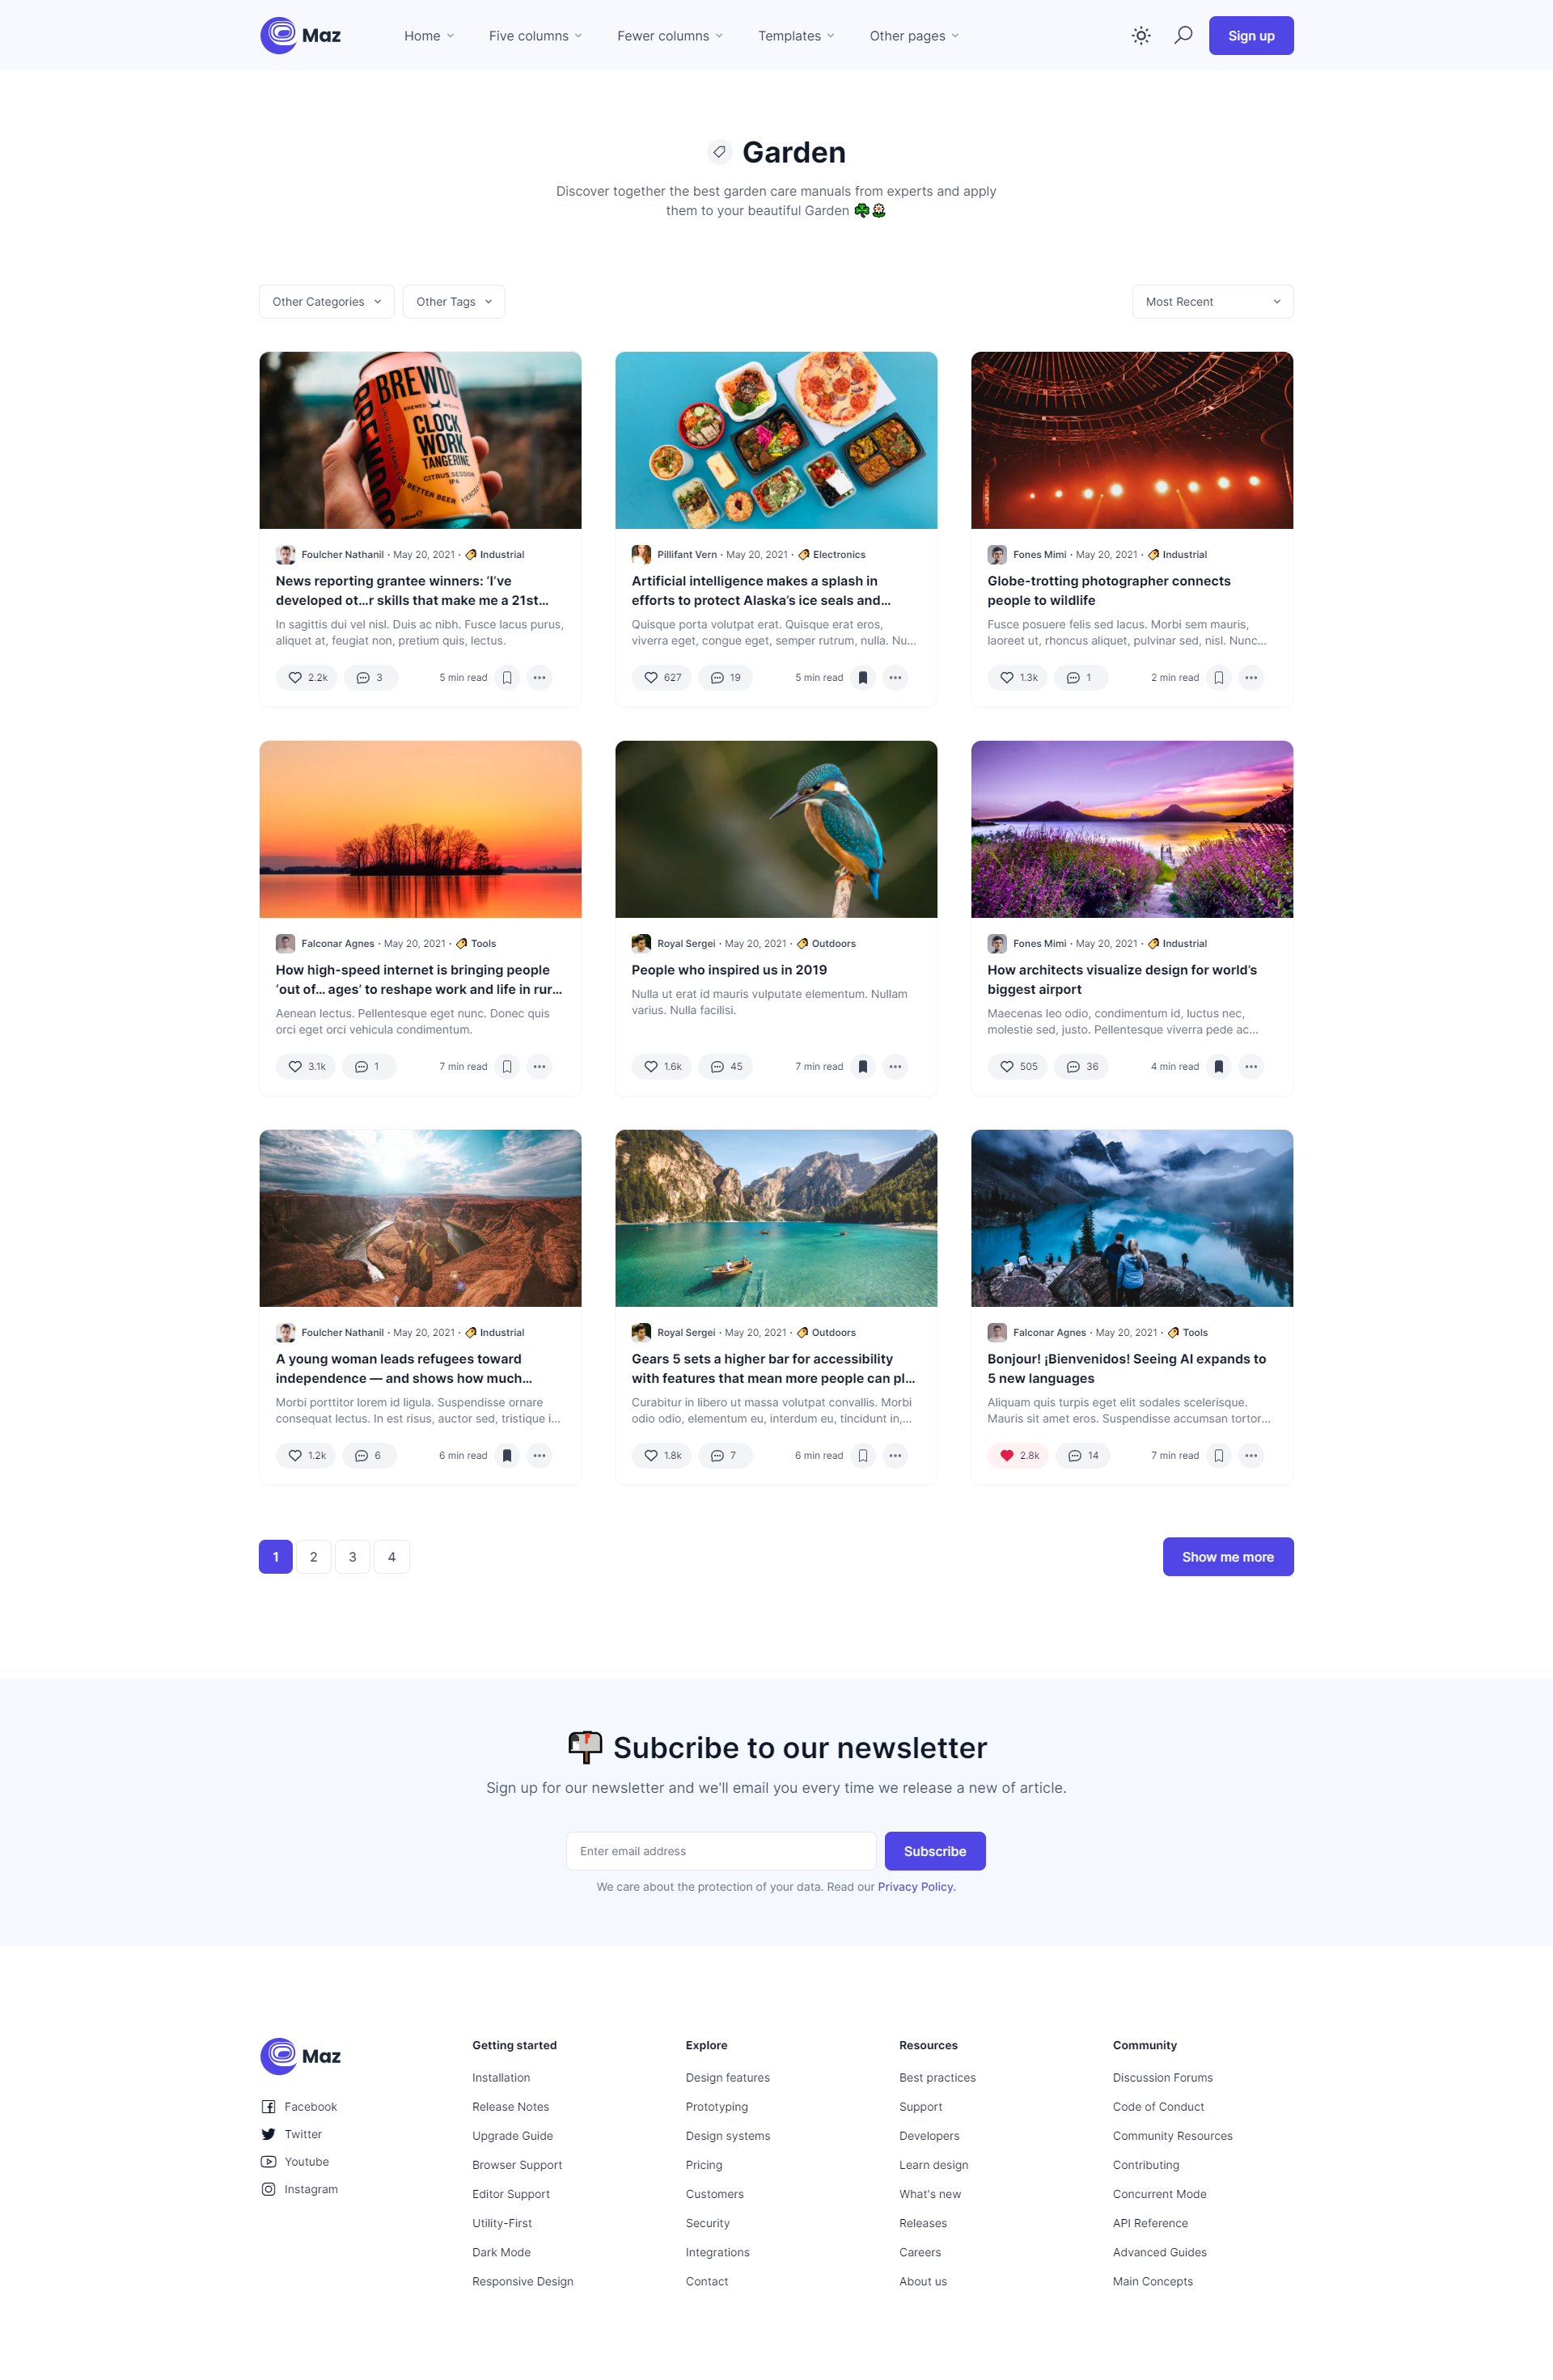 Maz
Home
Five columns
Fewer columns
Templates
Other pages
Sign up
Garden
Discover together the best garden care manuals from experts and apply
them to your beautiful Garden ☘️🌼
Other Categories
Other Tags
Most Recent
BREWDO
CLOCK
WORK
TANGERINE
CITRUS SESSION
IPA
Foulcher Nathanil · May 20, 2021 · Industrial
News reporting grantee winners: ‘I’ve
developed ot…r skills that make me a 21st…
In sagittis dui vel nisl. Duis ac nibh. Fusce lacus purus,
aliquet at, feugiat non, pretium quis, lectus.
2.2k
3
5 min read
Pillifant Vern · May 20, 2021 · Electronics
Artificial intelligence makes a splash in
efforts to protect Alaska’s ice seals and…
Quisque porta volutpat erat. Quisque erat eros,
viverra eget, congue eget, semper rutrum, nulla. Nu…
627
19
5 min read
Fones Mimi · May 20, 2021 · Industrial
Globe-trotting photographer connects
people to wildlife
Fusce posuere felis sed lacus. Morbi sem mauris,
laoreet ut, rhoncus aliquet, pulvinar sed, nisl. Nunc…
1.3k
1
2 min read
Falconar Agnes · May 20, 2021 · Tools
How high-speed internet is bringing people
‘out of… ages’ to reshape work and life in rur…
Aenean lectus. Pellentesque eget nunc. Donec quis
orci eget orci vehicula condimentum.
3.1k
1
7 min read
Royal Sergei · May 20, 2021 · Outdoors
People who inspired us in 2019
Nulla ut erat id mauris vulputate elementum. Nullam
varius. Nulla facilisi.
1.6k
45
7 min read
Fones Mimi · May 20, 2021 · Industrial
How architects visualize design for world’s
biggest airport
Maecenas leo odio, condimentum id, luctus nec,
molestie sed, justo. Pellentesque viverra pede ac…
505
36
4 min read
Foulcher Nathanil · May 20, 2021 · Industrial
A young woman leads refugees toward
independence — and shows how much…
Morbi porttitor lorem id ligula. Suspendisse ornare
consequat lectus. In est risus, auctor sed, tristique i…
1.2k
6
6 min read
Royal Sergei · May 20, 2021 · Outdoors
Gears 5 sets a higher bar for accessibility
with features that mean more people can pl…
Curabitur in libero ut massa volutpat convallis. Morbi
odio odio, elementum eu, interdum eu, tincidunt in,…
1.8k
7
6 min read
Falconar Agnes · May 20, 2021 · Tools
Bonjour! ¡Bienvenidos! Seeing AI expands to
5 new languages
Aliquam quis turpis eget elit sodales scelerisque.
Mauris sit amet eros. Suspendisse accumsan tortor…
2.8k
14
7 min read
1
2
3
4
Show me more
📬 Subcribe to our newsletter
Sign up for our newsletter and we'll email you every time we release a new of article.
Enter email address
Subscribe
We care about the protection of your data. Read our Privacy Policy.
Maz
Facebook
Twitter
Youtube
Instagram
Getting started
Installation
Release Notes
Upgrade Guide
Browser Support
Editor Support
Utility-First
Dark Mode
Responsive Design
Explore
Design features
Prototyping
Design systems
Pricing
Customers
Security
Integrations
Contact
Resources
Best practices
Support
Developers
Learn design
What's new
Releases
Careers
About us
Community
Discussion Forums
Code of Conduct
Community Resources
Contributing
Concurrent Mode
API Reference
Advanced Guides
Main Concepts